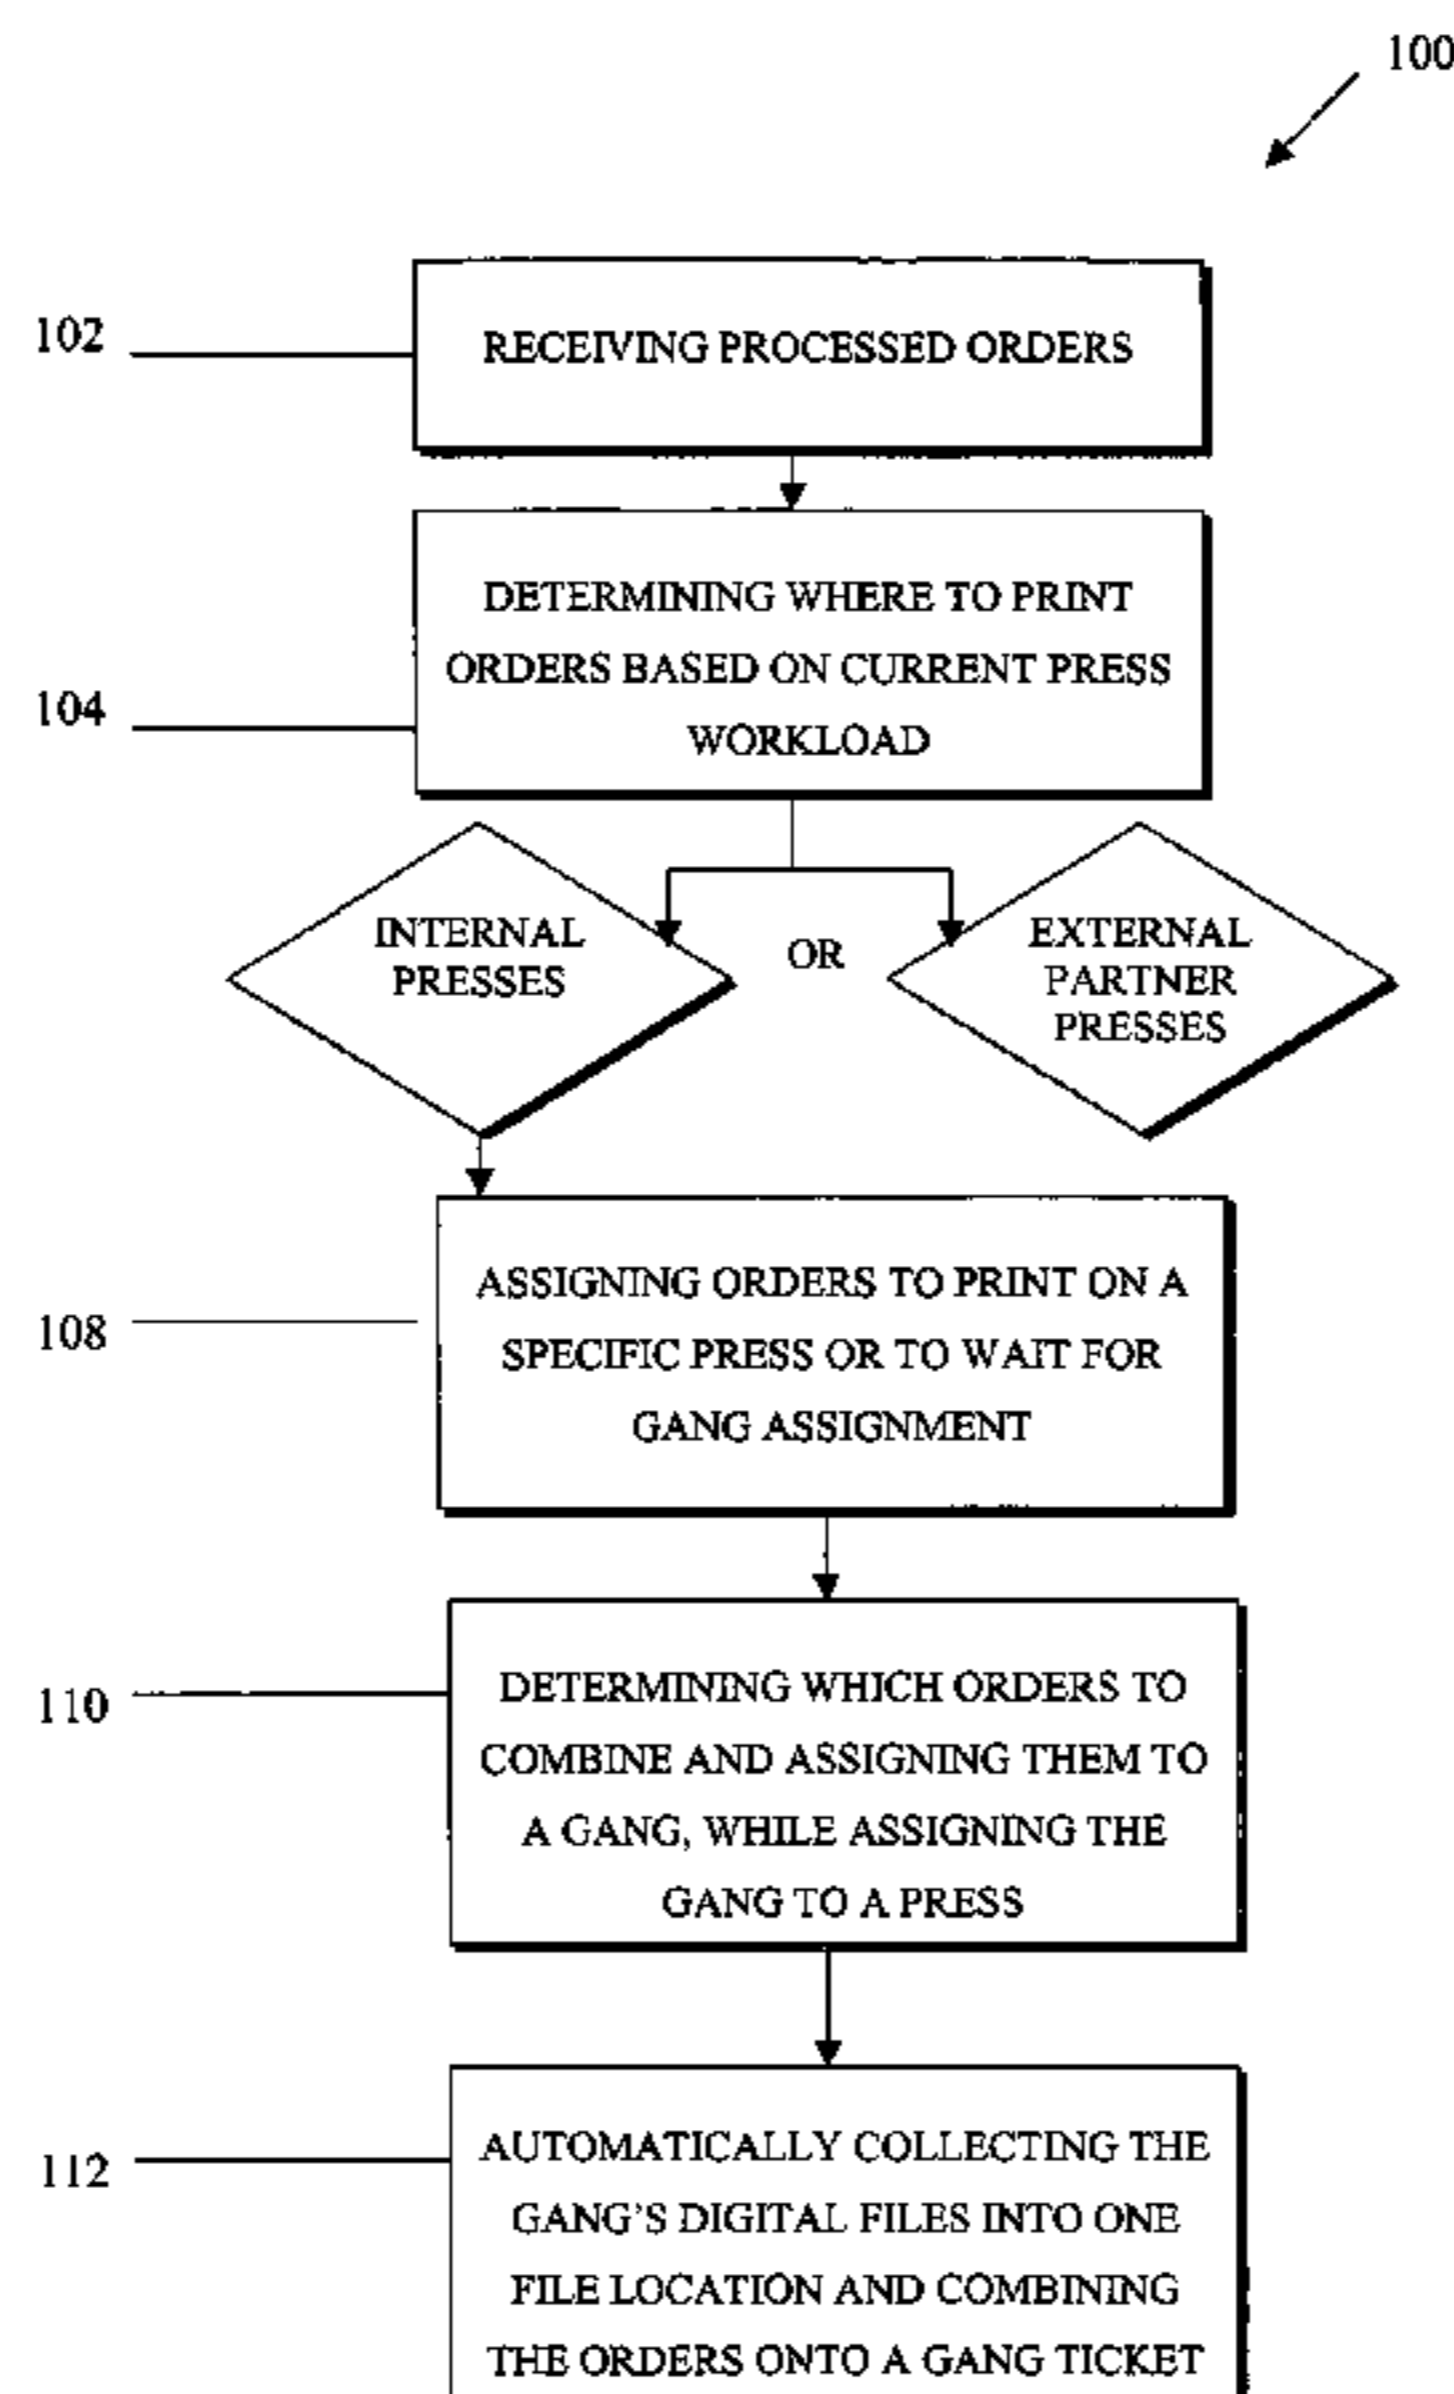 100
102
RECEIVING PROCESSED ORDERS
DETERMINING WHERE TO PRINT
ORDERS BASED ON CURRENT PRESS
104
WORKLOAD
INTERNAL
PRESSES
OR
EXTERNAL
PARTNER
PRESSES
108
ASSIGNING ORDERS TO PRINT ON A
SPECIFIC PRESS OR TO WAIT FOR
GANG ASSIGNMENT
110
DETERMINING WHICH ORDERS TO
COMBINE AND ASSIGNING THEM TO
A GANG, WHILE ASSIGNING THE
GANG TO A PRESS
112
AUTOMATICALLY COLLECTING THE
GANG'S DIGITAL FILES INTO ONE
FILE LOCATION AND COMBINING
THE ORDERS ONTO A GANG TICKET